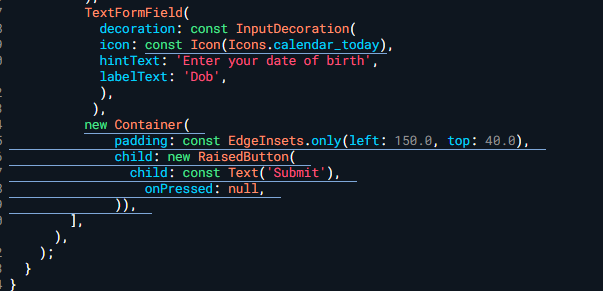 TextFormField(
decoration: const InputDecoration(
icon: const Icon(Icons.calendar_today),
hintText: 'Enter your date of birth',
labelText: 'Dob',
),
),
new Container(
padding: const EdgeInsets.only(left: 150.0, top: 40.0),
child: new RaisedButton(
child: const Text('Submit'),
onPressed: null,
)),
],
),
);
}
}